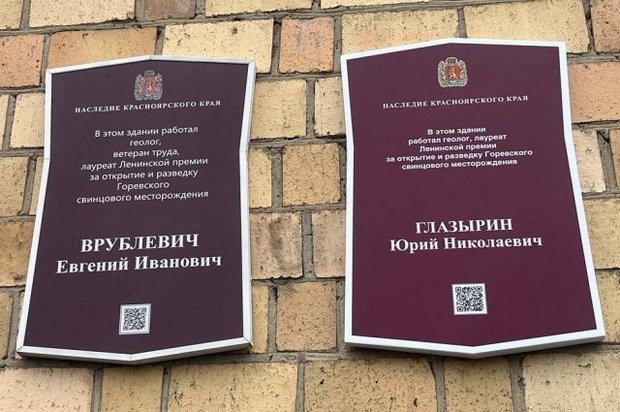 НАСЛЕДИЕ КРАСНОЯРСКОГО КРАЯ
В этом здании работал
геолог,
ветеран труда,
лауреат Ленинской премии
за открытие и разведку
Горевского
свинцового месторождения
ВРУБЛЕВИЧ
Евгений Иванович
НАСЛЕДИЕ КРАСНОЯРСКОГО КРАЯ
В этом здании
работал геолог, лауреат
Ленинской премии
за открытие и разведку Горевского
свинцового месторождения
ГЛАЗЫРИН
Юрий Николаевич